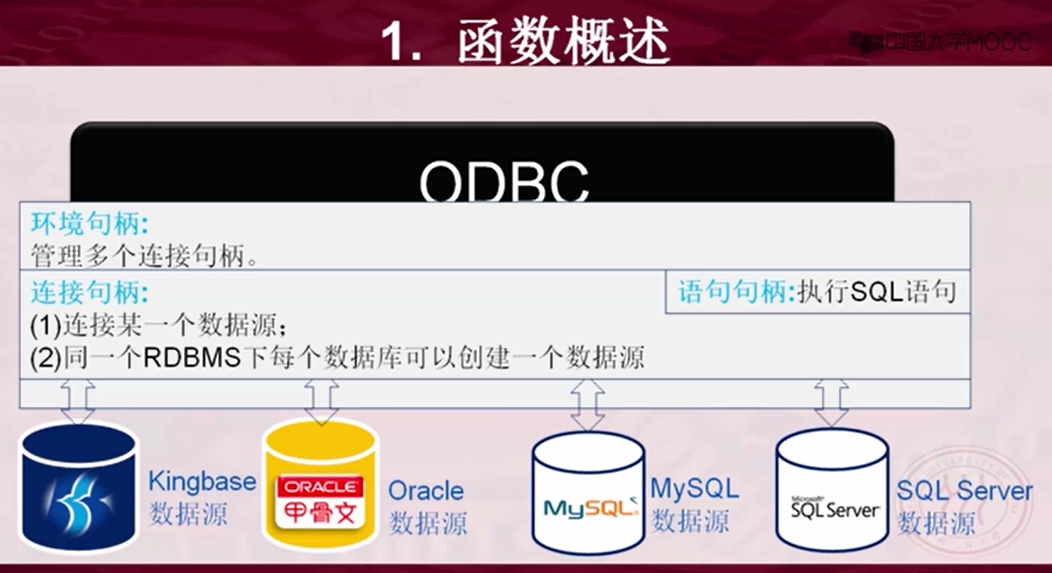 1. 函数概述
中国大学MOOC
ODBC
环境句柄:
管理多个连接句柄。
连接句柄:
语句句柄:执行SQL语句
(1)连接某一个数据源；
(2)同一个RDBMS下每个数据库可以创建一个数据源
Kingbase
数据源
ORACLE
甲骨文
Oracle
数据源
MySQL
MySQL
数据源
Microsoft
SQL Server
SQL Server
数据源